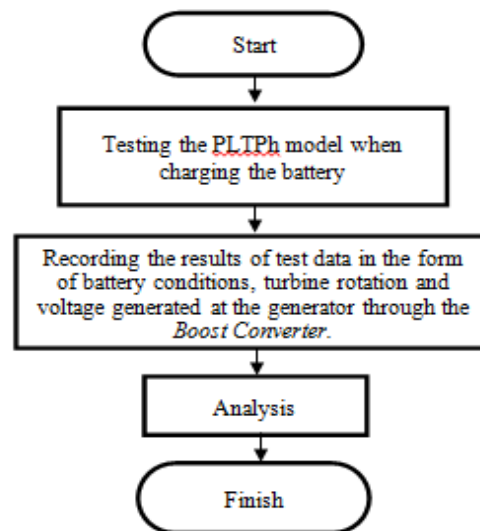 Start
Testing the PLTPh model when
charging the battery
Recording the results of test data in the form
of battery conditions, turbine rotation and
voltage generated at the generator through the
Boost Converter.
Analysis
Finish